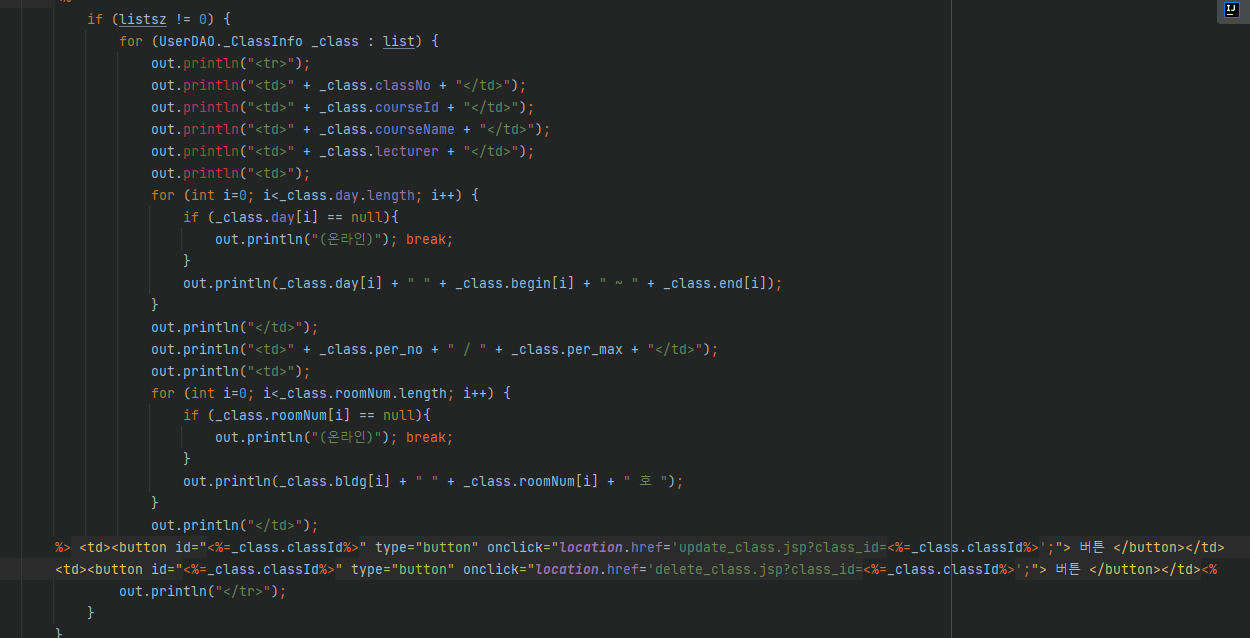 if (listsz != 0) {
for (UserDAO._ClassInfo _class : list) {
out.println("<tr>");
out.println("<td>" + _class.classNo + "</td>");
out.println("<td>" + _class.courseId + "</td>");
out.println("<td>" + _class.courseName + "</td>");
out.println("<td>" + _class.lecturer + "</td>");
out.println("<td>");
for (int i=0; i<_class.day.length; i++) {
if (_class.day[i] == null){
out.println("(온라인)"); break;
}
out.println(_class.day[i] + " " + _class.begin[i] + " ~ " + _class.end[i]);
}
out.println("</td>");
out.println("<td>" + _class.per_no + " / " + _class.per_max + "</td>");
out.println("<td>");
for (int i=0; i<_class.roomNum.length; i++) {
if (_class.roomNum[i] == null){
out.println("(온라인)"); break;
}
out.println(_class.bldg[i] + " " + _class.roomNum[i] + " 호 ");
}
out.println("</td>");
%> <td><button id="<%=_class.classId%>" type="button" onclick="location.href='update_class.jsp?class_id=<%=_class.classId%>';"> 버튼 </button></td>
<td><button id="<%=_class.classId%>" type="button" onclick="location.href='delete_class.jsp?class_id=<%=_class.classId%>';"> 버튼 </button></td><%
out.println("</tr>");
}
}
IJ